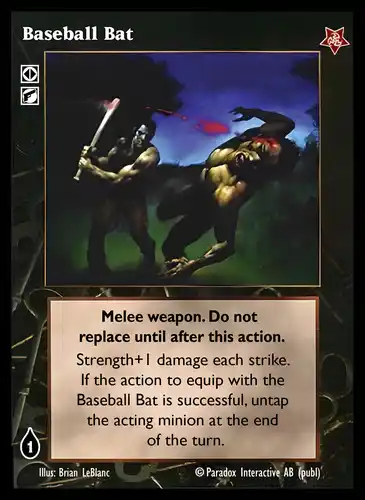 Baseball Bat
Melee weapon. Do not
replace until after this action.
Strength+1 damage each strike.
If the action to equip with the
Baseball Bat is successful, untap
the acting minion at the end
of the turn.
1
Illus: Brian LeBlanc
© Paradox Interactive AB (publ)